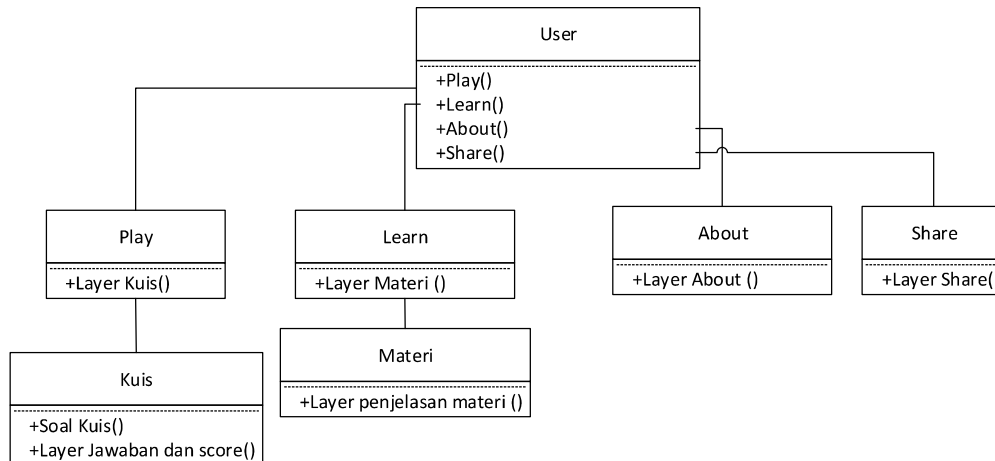 User
+Play()
+Learn()
+About()
+Share()
Play
+Layer Kuis()
Learn
+Layer Materi ()
About
+Layer About ()
Share
+Layer Share(
Kuis
+Soal Kuis()
+Layer Jawaban dan score()
Materi
+Layer penjelasan materi ()